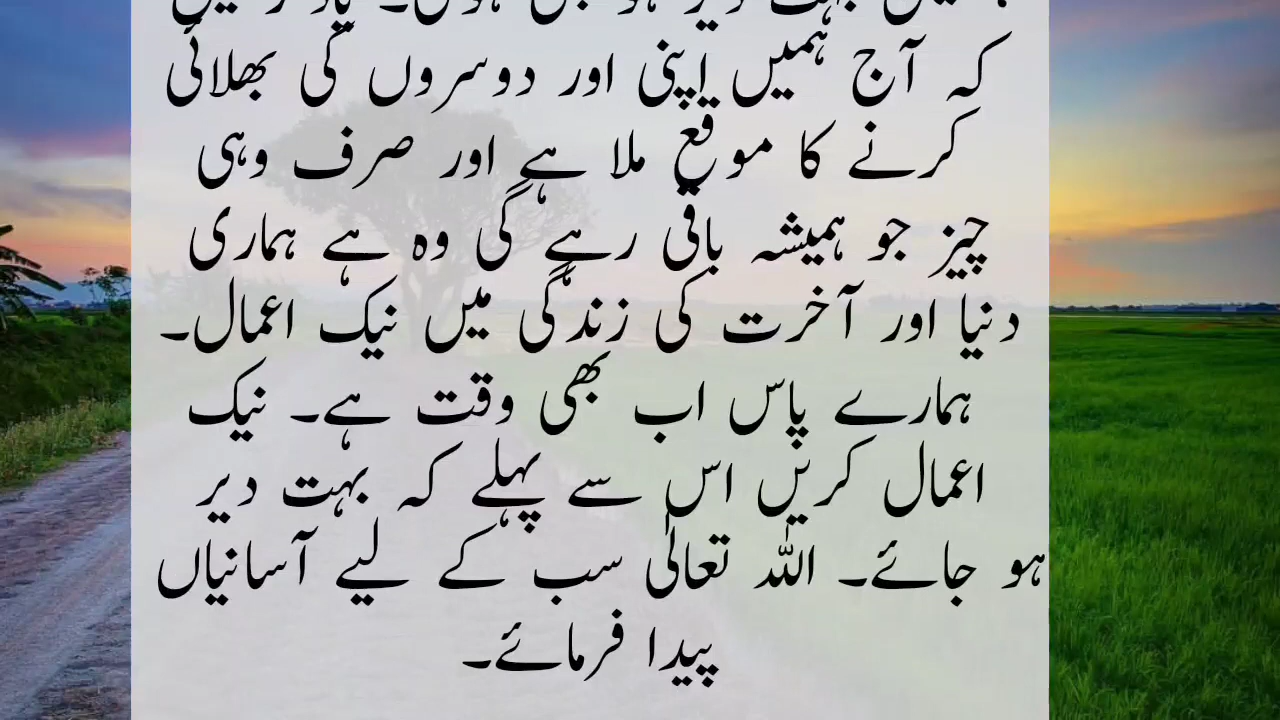 بہت دیر ہو
کہ آج ہمیں اپنی اور دوسروں کی بھلائی
کرنے کا موقع ملا ہے اور صرف وہی
چیز جو ہمیشہ باقی رہے گی وہ ہے ہماری
دنیا اور آخرت کی زندگی میں نیک اعمال۔
ہمارے پاس اب بھی وقت ہے۔ نیک
اعمال کریں اس سے پہلے کہ بہت دیر
ہو جائے۔ اللہ تعالیٰ سب کے لیے آسانیاں
پیدا فرمائے۔